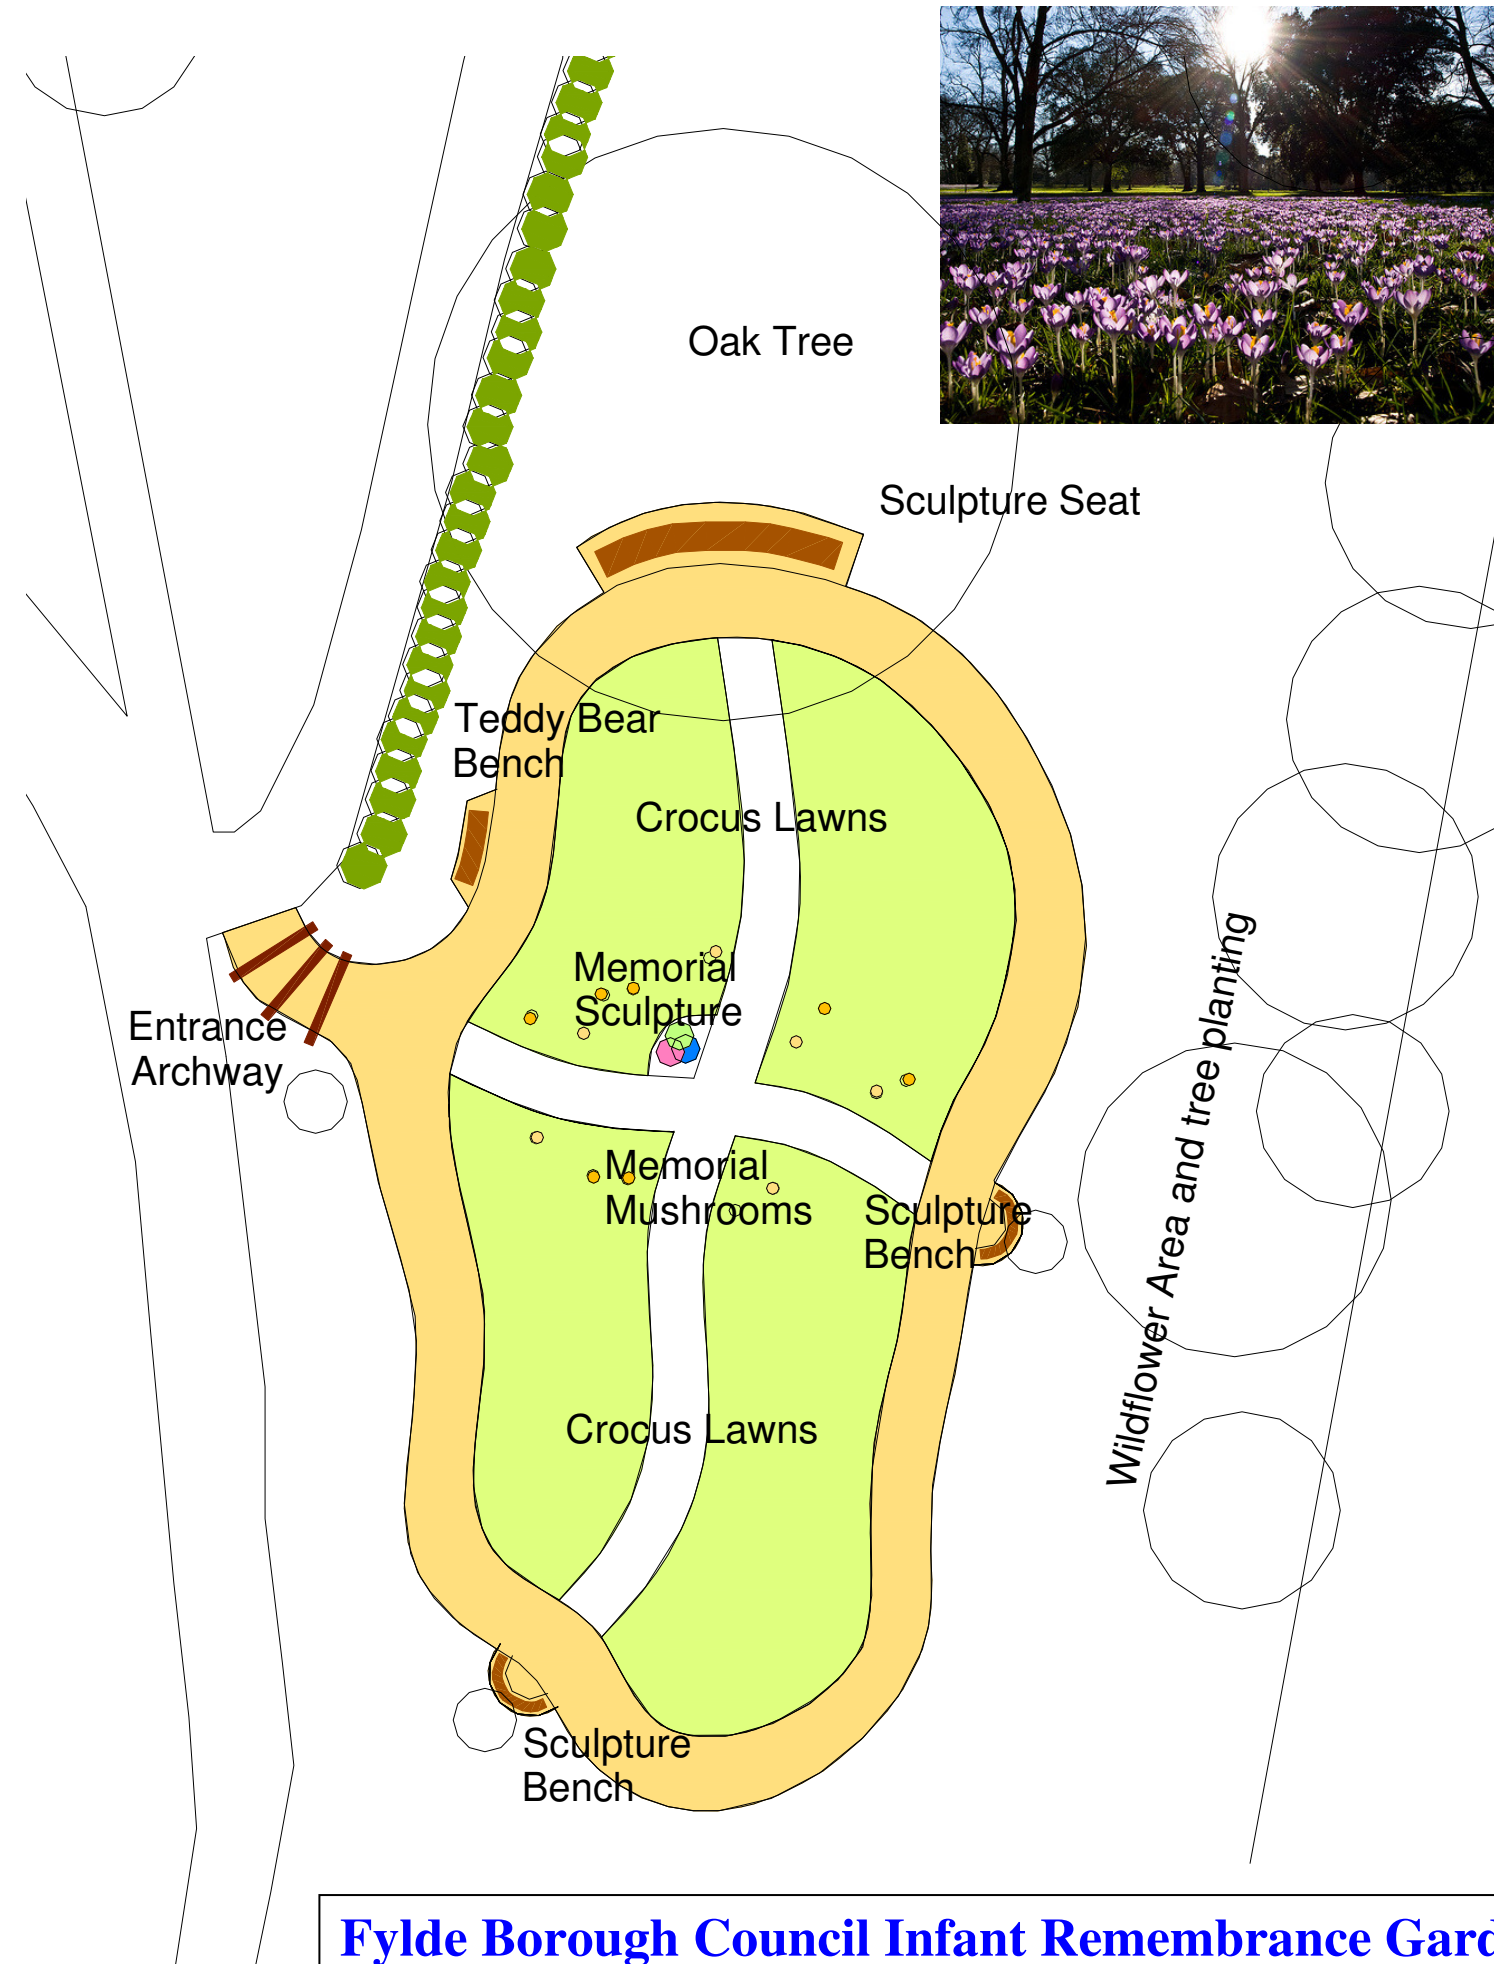 Oak Tree
Sculpture Seat
Teddy Bear
Bench
Crocus Lawns
Memorial
Sculpture
Entrance
Archway
Memorial
Mushrooms
Sculpture
Bench
Wildflower Area and tree planting
Crocus Lawns
Sculpture
Bench
Fylde Borough Council Infant Remembrance